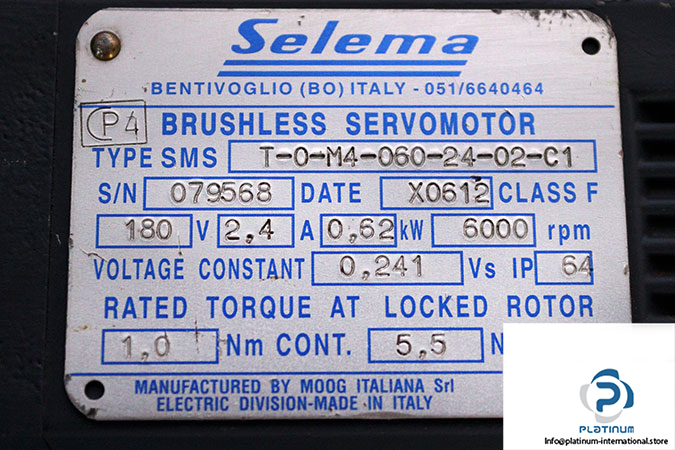 Selema
BENTIVOGLIO (BO) ITALY - 051/6640464
CP4 BRUSHLESS SERVOMOTOR
TYPE SMS T-0-M4-060-24-02-C1
S/N 079568 DATE X0612 CLASS F
180 V 2,4 A 0,62 kW 6000 rpm
VOLTAGE CONSTANT 0,241 Vs IP 64
RATED TORQUE AT LOCKED ROTOR
1,0 Nm CONT. 5,5
MANUFACTURED BY MOOG ITALIANA Srl
ELECTRIC DIVISION-MADE IN ITALY
PLATINUM
info@platinum-international.store